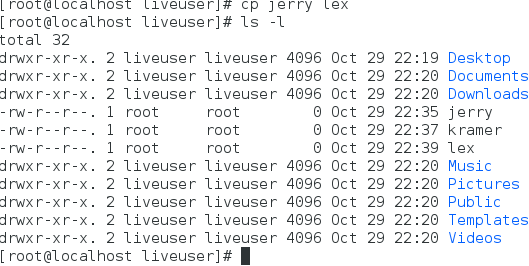 [root@localhost liveuser]# cp jerry lex
[root@localhost liveuser]# ls -l
total 32
drwxr-xr-x. 2 liveuser liveuser 4096 Oct 29 22:19 Desktop
drwxr-xr-x. 2 liveuser liveuser 4096 Oct 29 22:20 Documents
drwxr-xr-x. 2 liveuser liveuser 4096 Oct 29 22:20 Downloads
-rw-r--r--. 1 root     root        0 Oct 29 22:35 jerry
-rw-r--r--. 1 root     root        0 Oct 29 22:37 kramer
-rw-r--r--. 1 root     root        0 Oct 29 22:39 lex
drwxr-xr-x. 2 liveuser liveuser 4096 Oct 29 22:20 Music
drwxr-xr-x. 2 liveuser liveuser 4096 Oct 29 22:20 Pictures
drwxr-xr-x. 2 liveuser liveuser 4096 Oct 29 22:20 Public
drwxr-xr-x. 2 liveuser liveuser 4096 Oct 29 22:20 Templates
drwxr-xr-x. 2 liveuser liveuser 4096 Oct 29 22:20 Videos
[root@localhost liveuser]#